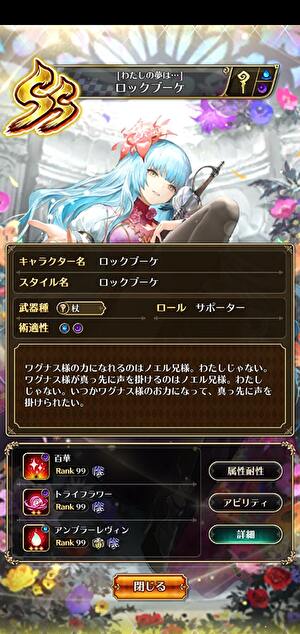 SS
[わたしの夢は…]
ロックブーケ
キャラクター名 ロックブーケ
スタイル名 ロックブーケ
武器種 杖 ロール サポーター
術適性
ワグナス様の力になれるのはノエル兄様。わたしじゃない。
ワグナス様が真っ先に声を掛けるのはノエル兄様。わたし
じゃない。いつかワグナス様のお力になって、真っ先に声を
掛けられたい。
百華
Rank 99
属性耐性
トライフラワー
Rank 99
アビリティ
アンプラーレヴィン
Rank 99
詳細
閉じる